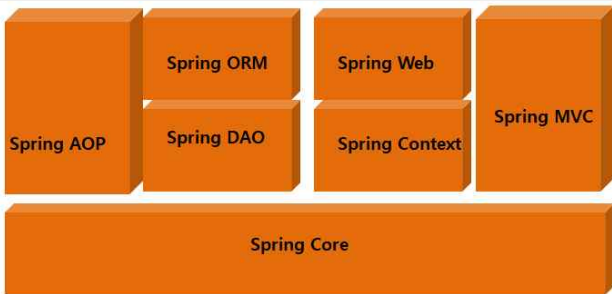 Spring ORM
Spring Web
Spring MVC
Spring AOP
Spring DAO
Spring Context
Spring Core